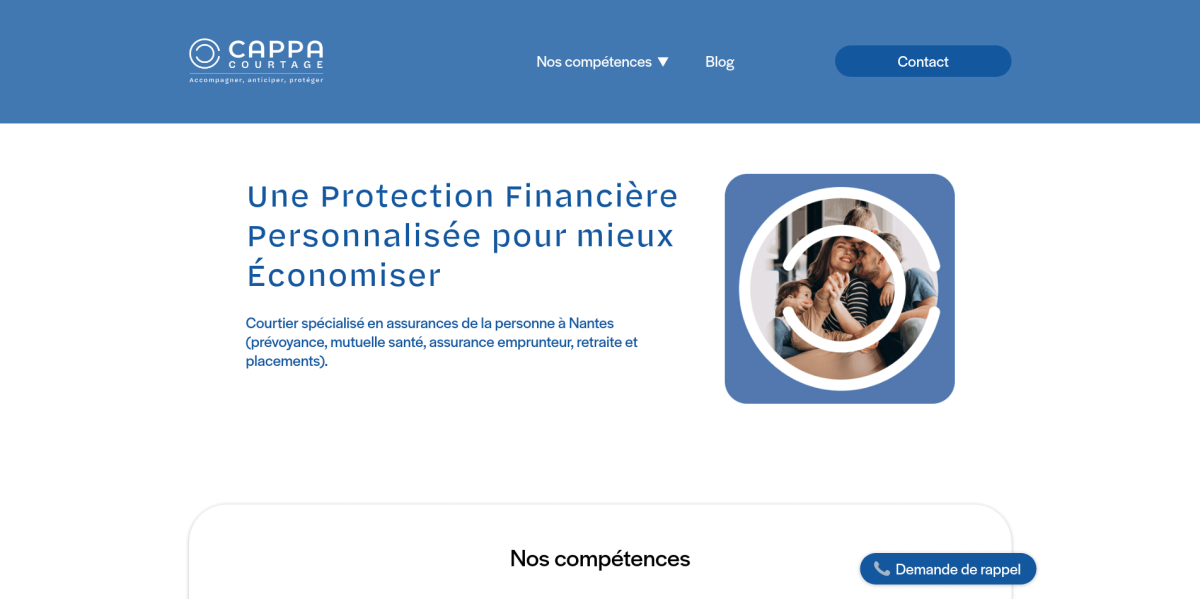 CAPPA
COURTAGE
Accompagner, anticiper, protéger
Nos compétences ▼
Blog
Contact
Une Protection Financière
Personnalisée pour mieux
Économiser
Courtier spécialisé en assurances de la personne à Nantes
(prévoyance, mutuelle santé, assurance emprunteur, retraite et
placements).
Nos compétences
Demande de rappel